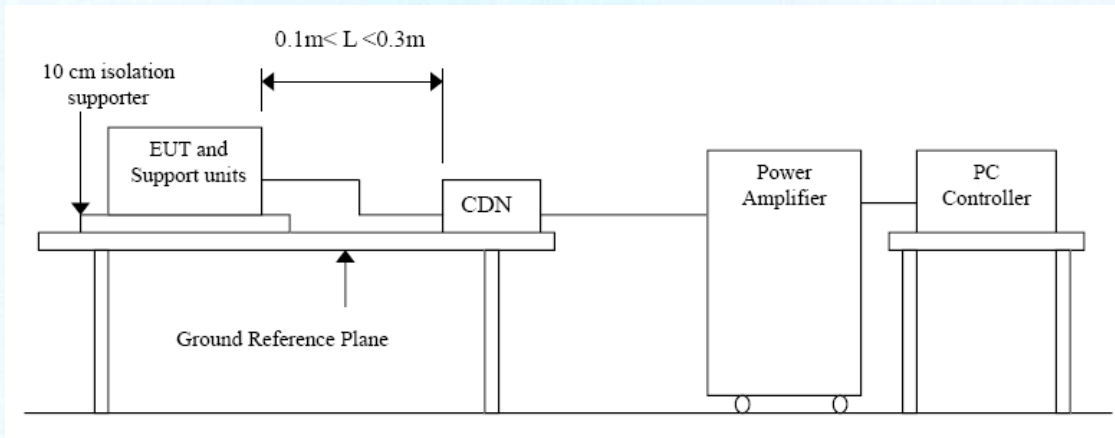 0.1m< L <0.3m
10 cm isolation
supporter
EUT and
Support units
CDN
Power
Amplifier
PC
Controller
Ground Reference Plane